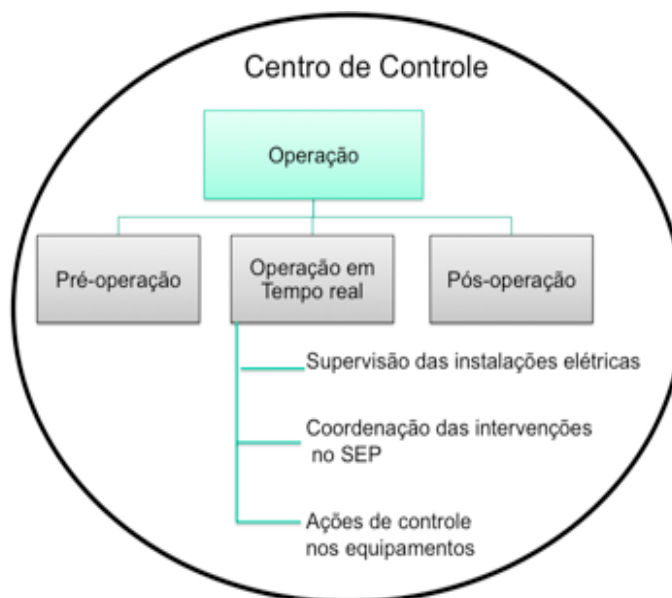 Centro de Controle
Operação
Pré-operação
Operação em
Tempo real
Pós-operação
Supervisão das instalações elétricas
Coordenação das intervenções
no SEP
Ações de controle
nos equipamentos